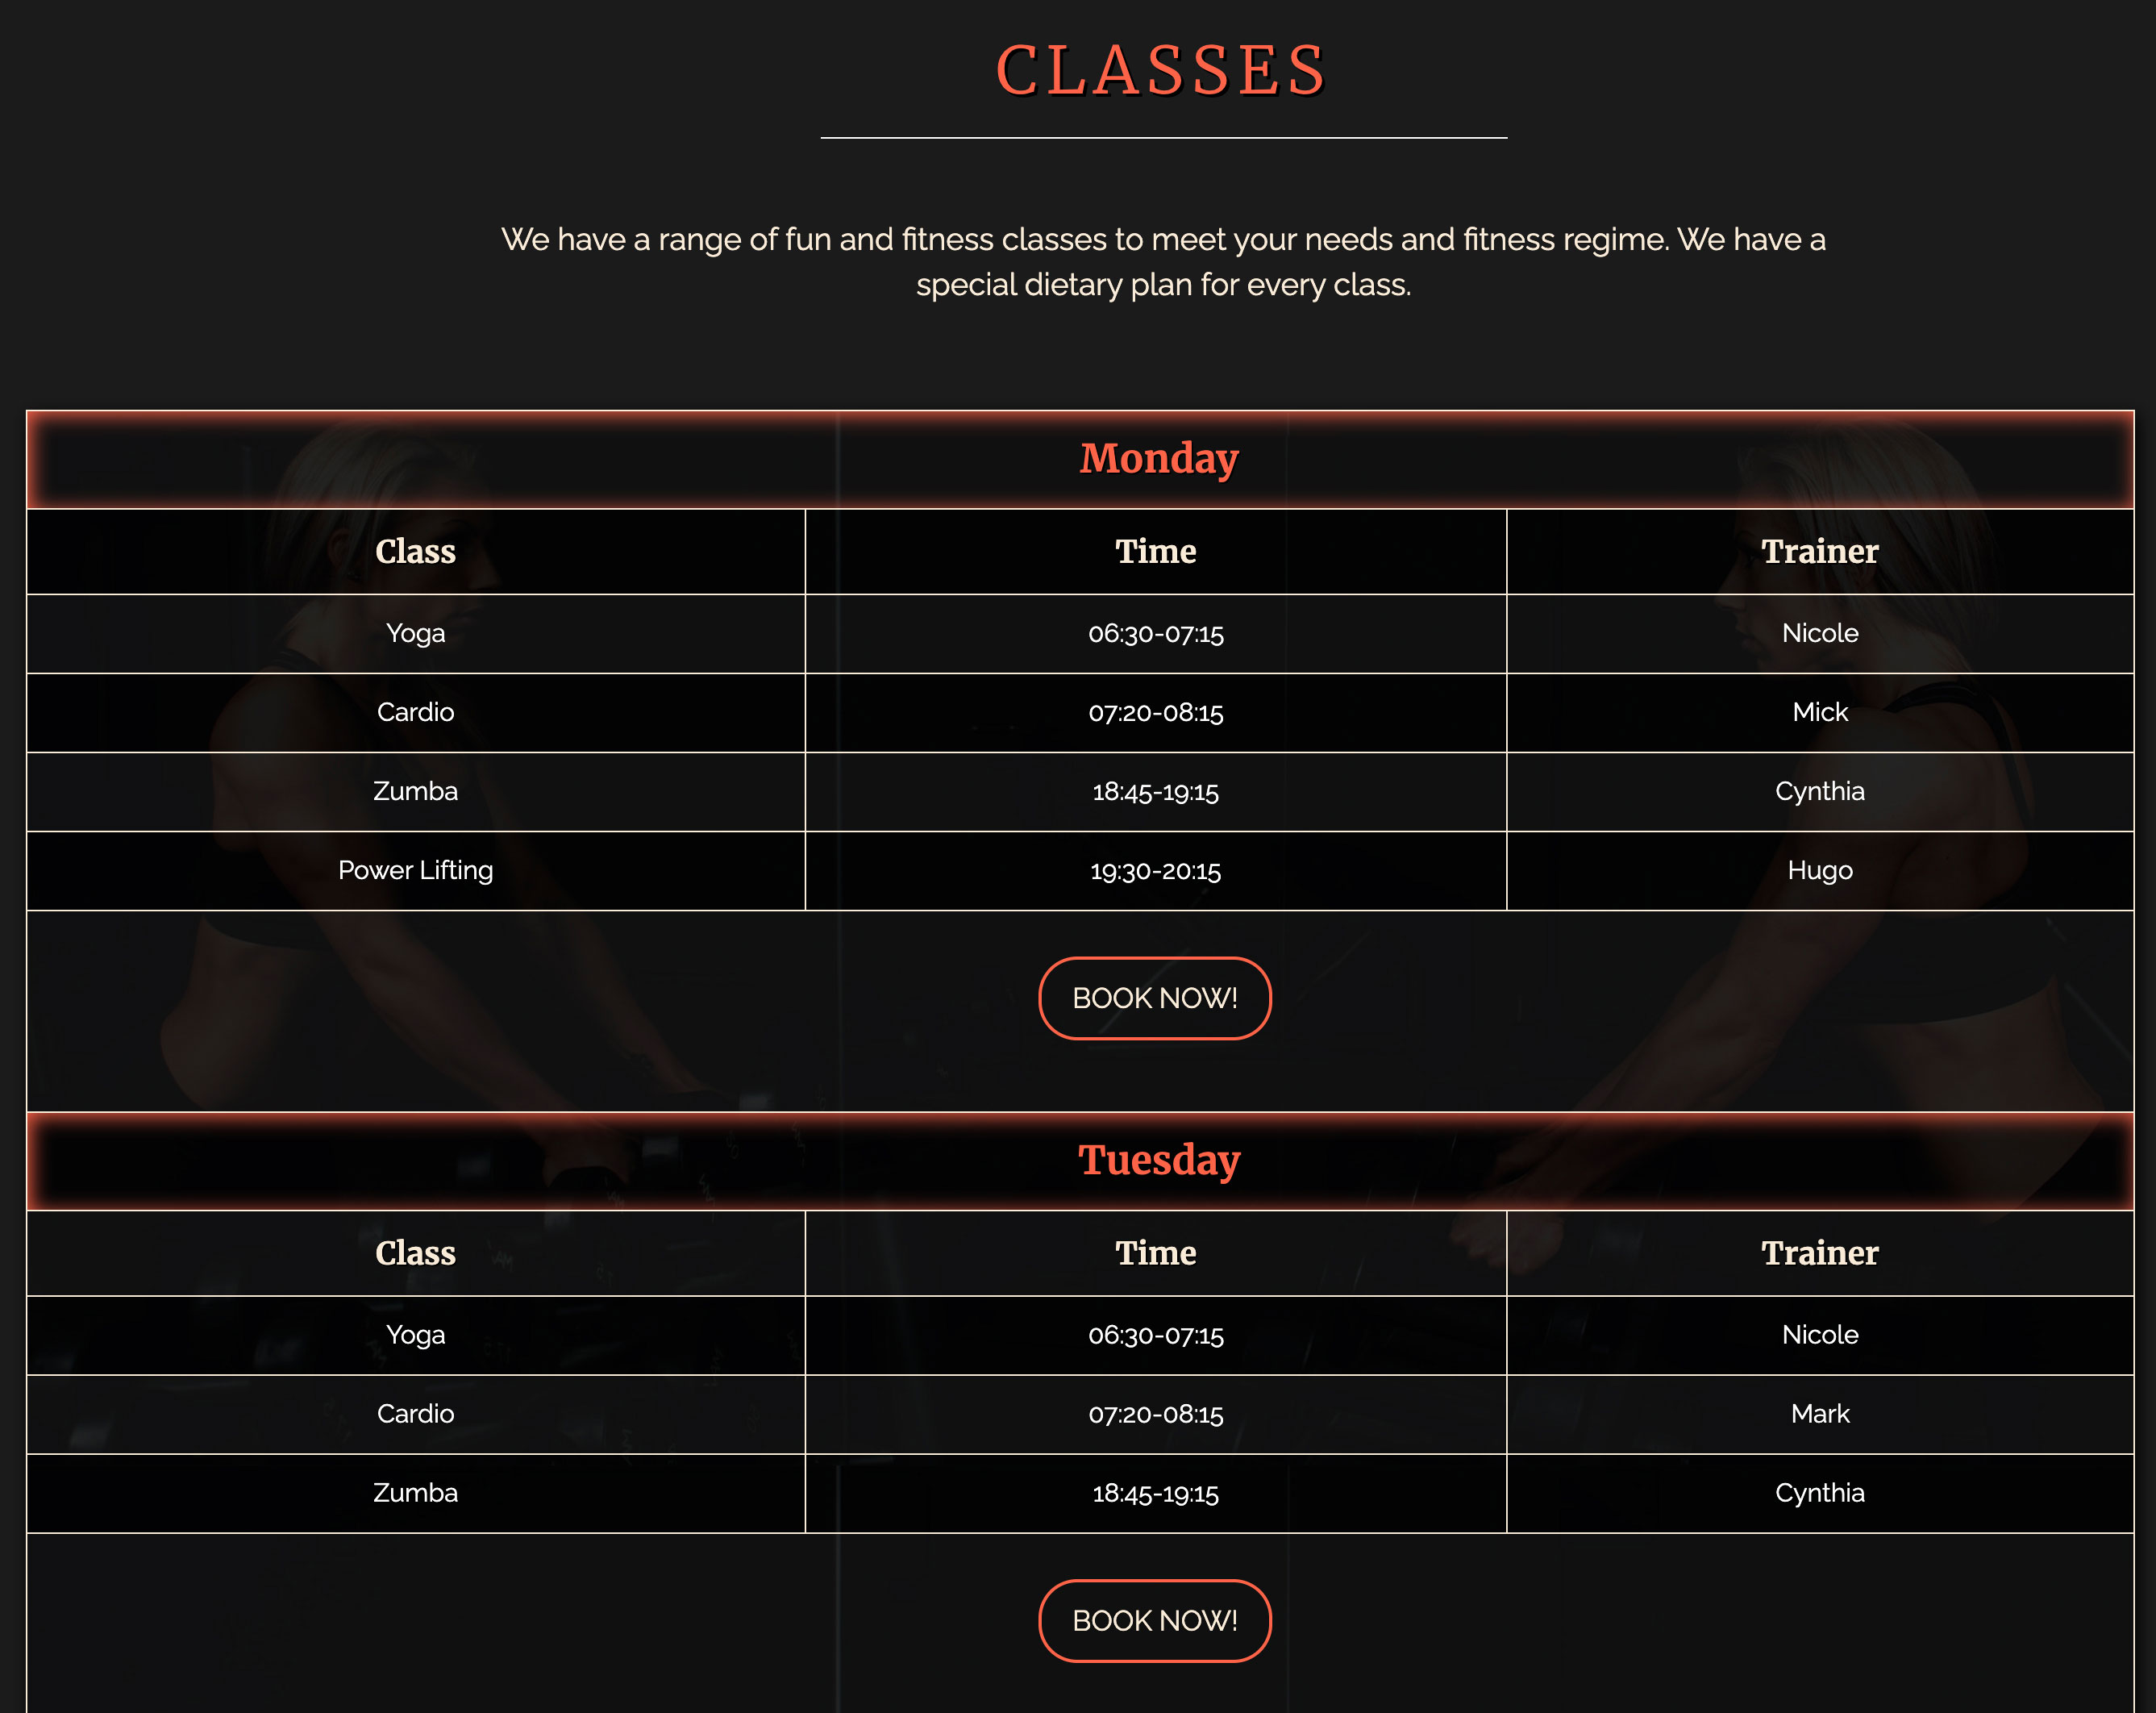 CLASSES
We have a range of fun and fitness classes to meet your needs and fitness regime. We have a
special dietary plan for every class.
Monday
Class Time Trainer
Yoga 06:30-07:15 Nicole
Cardio 07:20-08:15 Mick
Zumba 18:45-19:15 Cynthia
Power Lifting 19:30-20:15 Hugo
BOOK NOW!
Tuesday
Class Time Trainer
Yoga 06:30-07:15 Nicole
Cardio 07:20-08:15 Mark
Zumba 18:45-19:15 Cynthia
BOOK NOW!